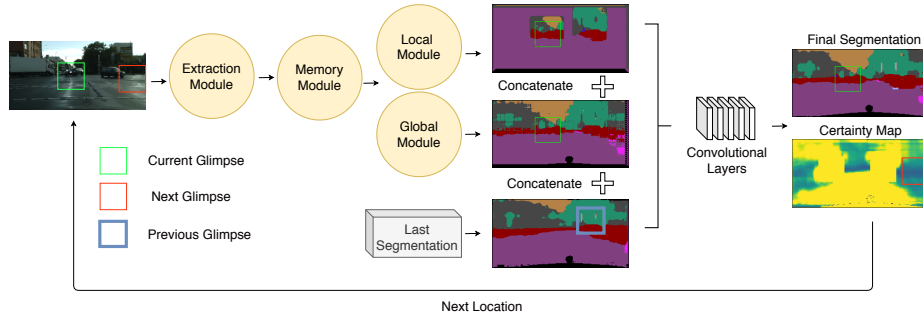 Extraction
Module
Memory
Module
Local
Module
Global
Module
Concatenate
Concatenate
Last
Segmentation
Convolutional
Layers
Final Segmentation
Certainty Map
Current Glimpse
Next Glimpse
Previous Glimpse
Next Location